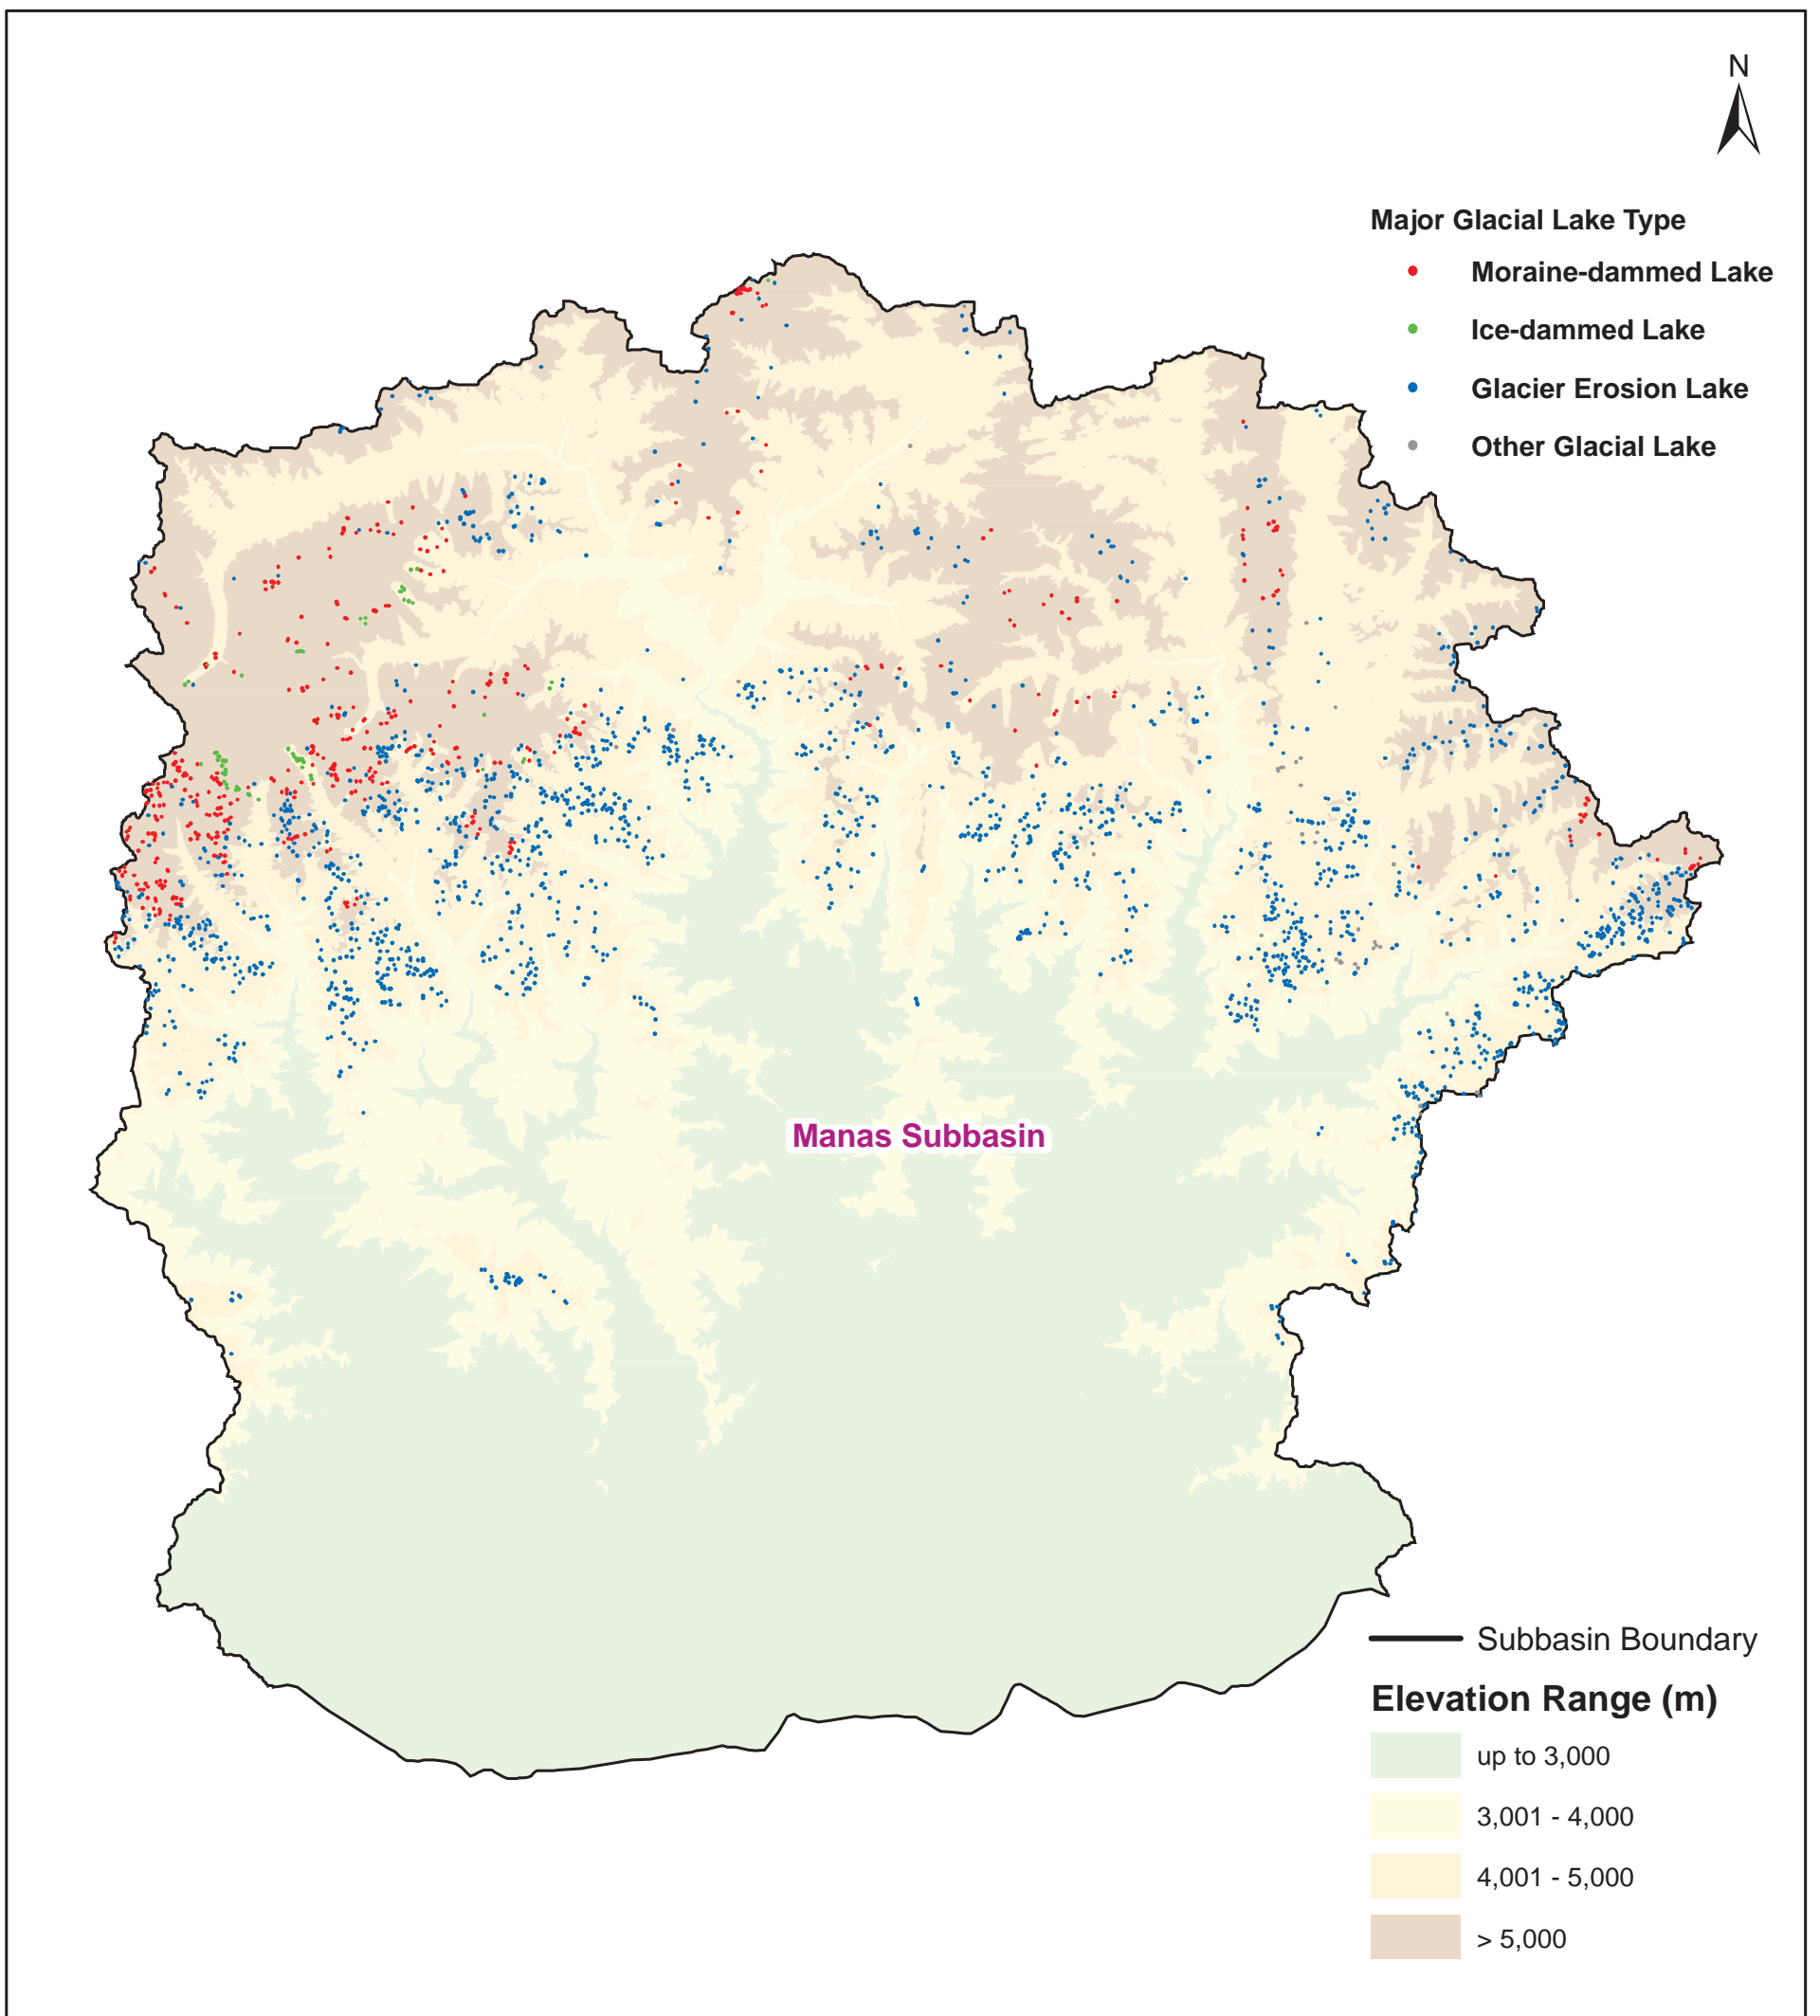 N
Major Glacial Lake Type
Moraine-dammed Lake
Ice-dammed Lake
Glacier Erosion Lake
Other Glacial Lake
Manas Subbasin
Subbasin Boundary
Elevation Range (m)
up to 3,000
3,001 - 4,000
4,001 - 5,000
> 5,000